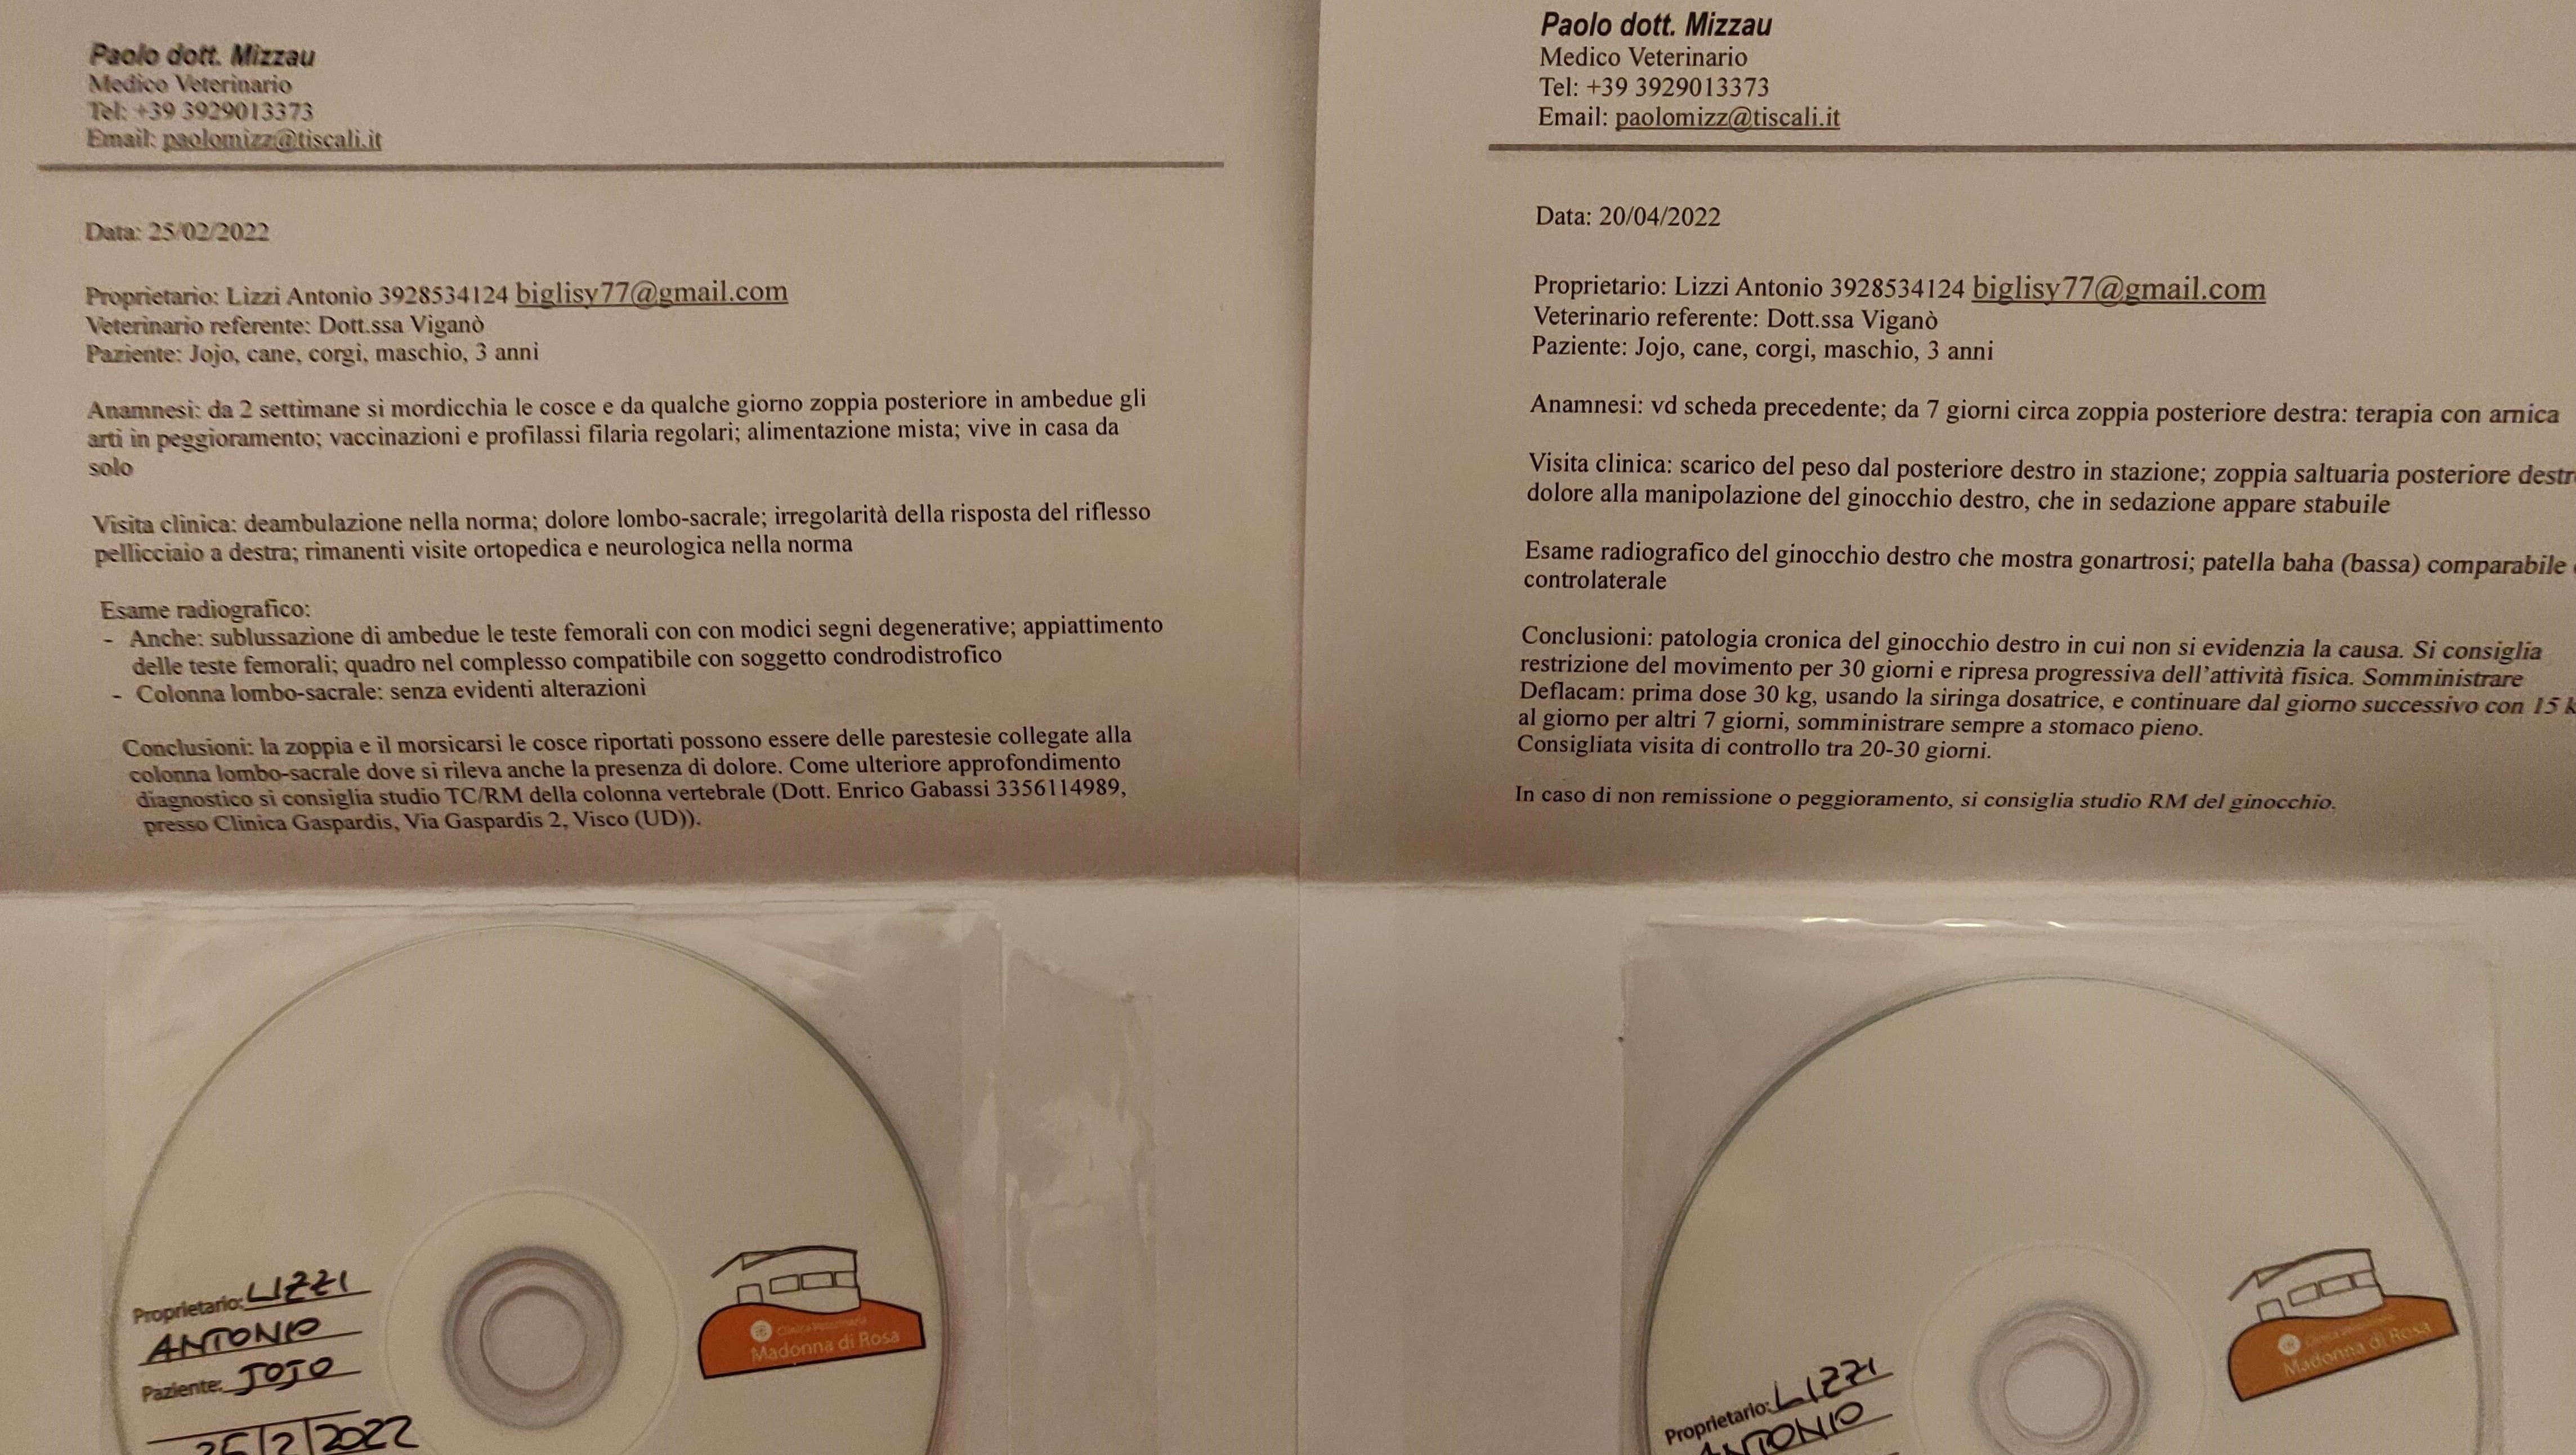 Paolo dott. Mizzau
Medico Veterinario
Tel: +39 3929013373
Email: paolomizz@tiscali.it
Data: 25/02/2022
Proprietario: Lizzi Antonio 3928534124 biglisy77@gmail.com
Veterinario referente: Dott.ssa Viganò
Paziente: Jojo, cane, corgi, maschio, 3 anni
Anamnesi: da 2 settimane si mordicchia le cosce e da qualche giorno zoppia posteriore in ambedue gli
arti in peggioramento; vaccinazioni e profilassi filaria regolari; alimentazione mista; vive in casa da
solo
Visita clinica: deambulazione nella norma; dolore lombo-sacrale; irregolarità della risposta del riflesso
pellicciaio a destra; rimanenti visite ortopedica e neurologica nella norma
Esame radiografico:
- Anche: sublussazione di ambedue le teste femorali con con modici segni degenerative; appiattimento
delle teste femorali; quadro nel complesso compatibile con soggetto condrodistrofico
- Colonna lombo-sacrale: senza evidenti alterazioni
Conclusioni: la zoppia e il morsicarsi le cosce riportati possono essere delle parestesie collegate alla
colonna lombo-sacrale dove si rileva anche la presenza di dolore. Come ulteriore approfondimento
diagnostico si consiglia studio TC/RM della colonna vertebrale (Dott. Enrico Gabassi 3356114989,
presso Clinica Gaspardis, Via Gaspardis 2, Visco (UD)).
Proprietario: LIZZI
ANTONIO
Paziente: JOJO
25/2/2022
Clinica Veterinaria
Madonna di Rosa
Paolo dott. Mizzau
Medico Veterinario
Tel: +39 3929013373
Email: paolomizz@tiscali.it
Data: 20/04/2022
Proprietario: Lizzi Antonio 3928534124 biglisy77@gmail.com
Veterinario referente: Dott.ssa Viganò
Paziente: Jojo, cane, corgi, maschio, 3 anni
Anamnesi: vd scheda precedente; da 7 giorni circa zoppia posteriore destra: terapia con arnica
Visita clinica: scarico del peso dal posteriore destro in stazione; zoppia saltuaria posteriore destr
dolore alla manipolazione del ginocchio destro, che in sedazione appare stabuile
Esame radiografico del ginocchio destro che mostra gonartrosi; patella baha (bassa) comparabile
controlaterale
Conclusioni: patologia cronica del ginocchio destro in cui non si evidenzia la causa. Si consiglia
restrizione del movimento per 30 giorni e ripresa progressiva dell'attività fisica. Somministrare
Deflacam: prima dose 30 kg, usando la siringa dosatrice, e continuare dal giorno successivo con 15 k
al giorno per altri 7 giorni, somministrare sempre a stomaco pieno.
Consigliata visita di controllo tra 20-30 giorni.
In caso di non remissione o peggioramento, si consiglia studio RM del ginocchio.
Proprietario: LIZZI
ANTONIO
Clinica Veterinaria
Madonna di Rosa